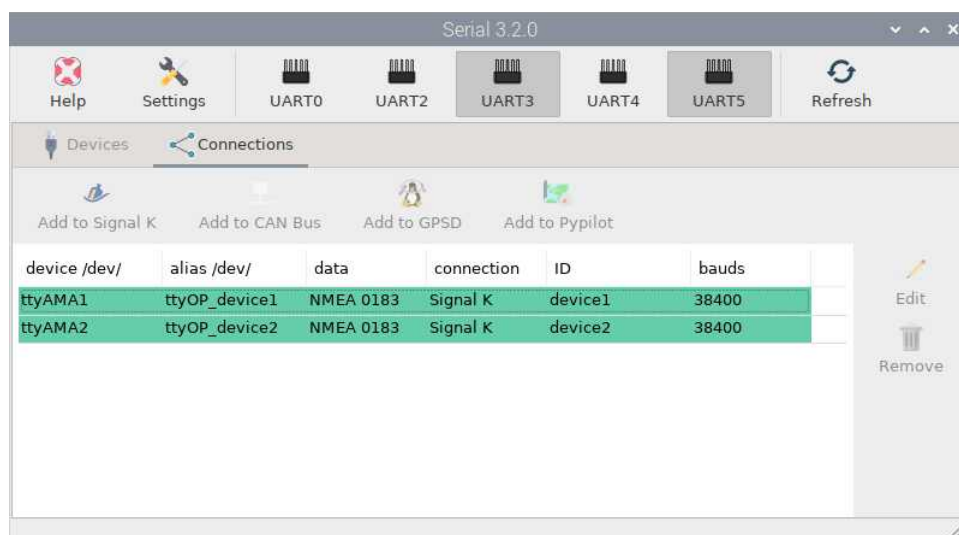 Serial 3.2.0
Help Settings UART0 UART2 UART3 UART4 UART5 Refresh
Devices Connections
Add to Signal K Add to CAN Bus Add to GPSD Add to Pypilot
device /dev/ alias /dev/ data connection ID bauds
ttyAMA1 ttyOP_device1 NMEA 0183 Signal K device1 38400
ttyAMA2 ttyOP_device2 NMEA 0183 Signal K device2 38400
Edit
Remove